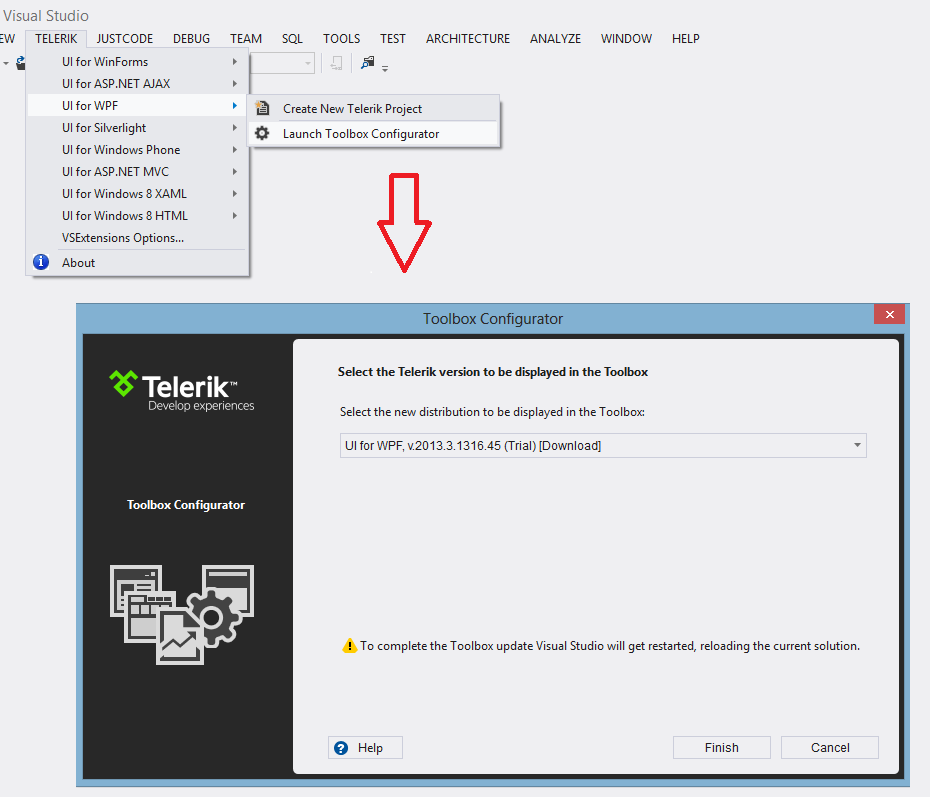 Visual Studio
EW TELERIK JUSTCODE DEBUG TEAM SQL TOOLS TEST ARCHITECTURE ANALYZE WINDOW HELP
UI for WinForms
UI for ASP.NET AJAX
UI for WPF
Create New Telerik Project
UI for Silverlight
Launch Toolbox Configurator
UI for Windows Phone
UI for ASP.NET MVC
UI for Windows 8 XAML
UI for Windows 8 HTML
VSExtensions Options...
About
Toolbox Configurator
Telerik™
Develop experiences
Toolbox Configurator
Select the Telerik version to be displayed in the Toolbox
Select the new distribution to be displayed in the Toolbox:
UI for WPF, v.2013.3.1316.45 (Trial) [Download]
To complete the Toolbox update Visual Studio will get restarted, reloading the current solution.
Help
Finish
Cancel